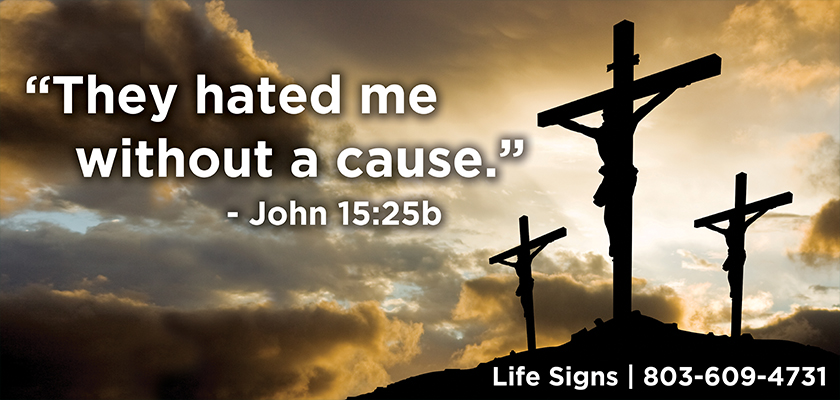 “They hated me
without a cause.”
- John 15:25b
Life Signs | 803-609-4731